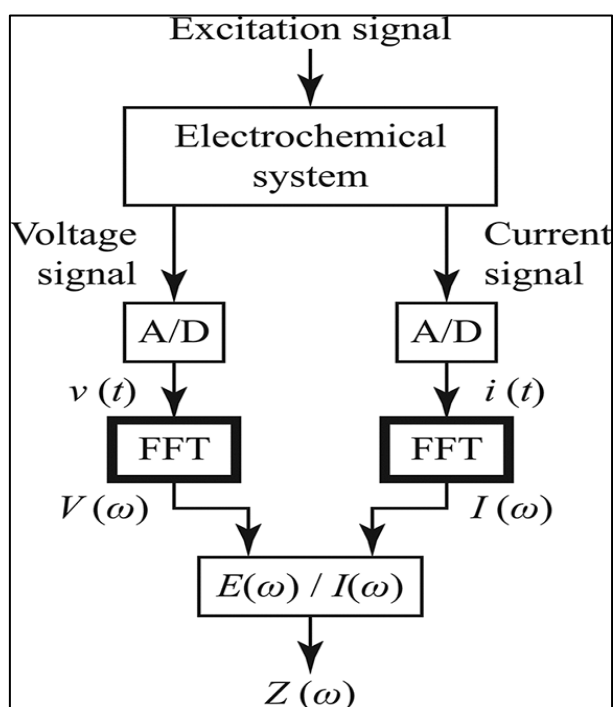 Excitation signal
Electrochemical
system
Voltage
signal
Current
signal
A/D
A/D
v (t)
i (t)
FFT
FFT
V (ω)
I (ω)
E(ω) / I(ω)
Z (ω)